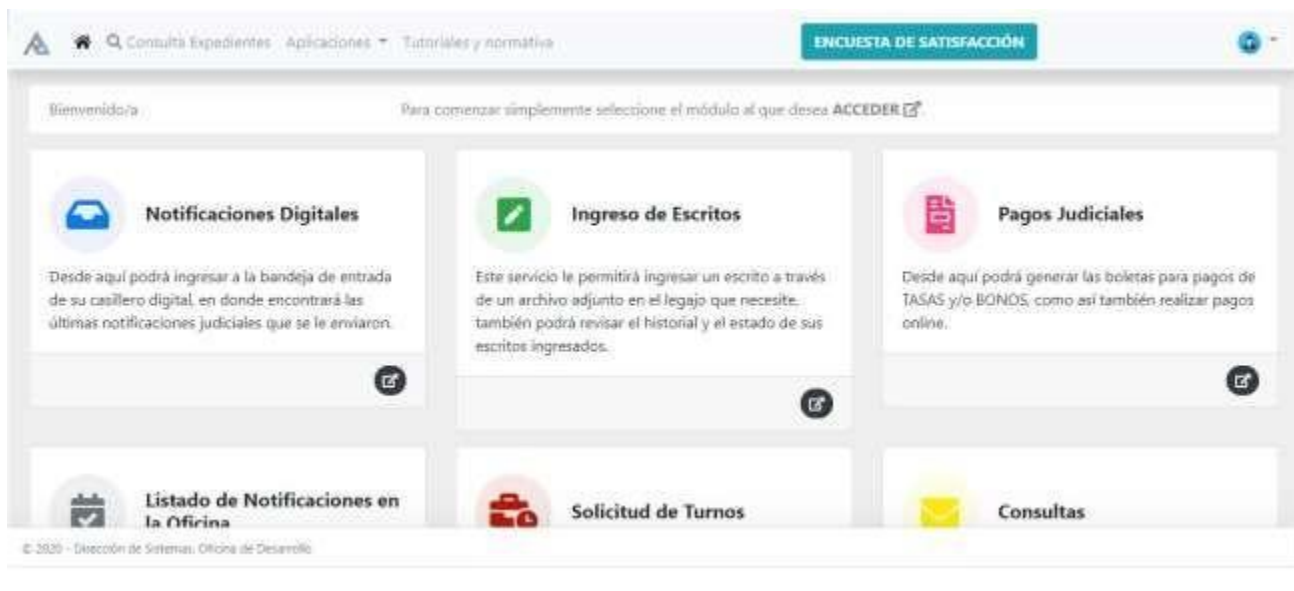 Consulta Expedientes Aplicaciones Tutoriales y normativa ENCUESTA DE SATISFACCIÓN
Bienvenido/a Para comenzar simplemente seleccione el módulo al que desea ACCEDER
Notificaciones Digitales
Desde aquí podrá ingresar a la bandeja de entrada
de su casillero digital, en donde encontrará las
últimas notificaciones judiciales que se le enviaron.
Ingreso de Escritos
Este servicio le permitirá ingresar un escrito a través
de un archivo adjunto en el legajo que necesite.
también podrá revisar el historial y el estado de sus
escritos ingresados.
Pagos Judiciales
Desde aquí podrá generar las boletas para pagos de
TASAS y/o BONOS, como así también realizar pagos
online.
Listado de Notificaciones en
la Oficina
Solicitud de Turnos
Consultas
© 2020 - Dirección de Sistemas. Oficina de Desarrollo